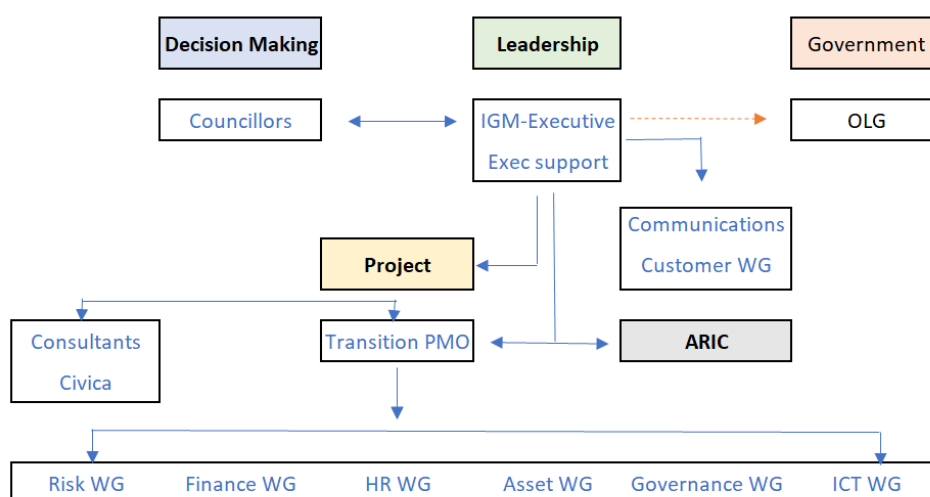 Decision Making
Leadership
Government
Councillors
IGM-Executive
Exec support
OLG
Communications
Customer WG
Project
Consultants
Civica
Transition PMO
ARIC
Risk WG
Finance WG
HR WG
Asset WG
Governance WG
ICT WG